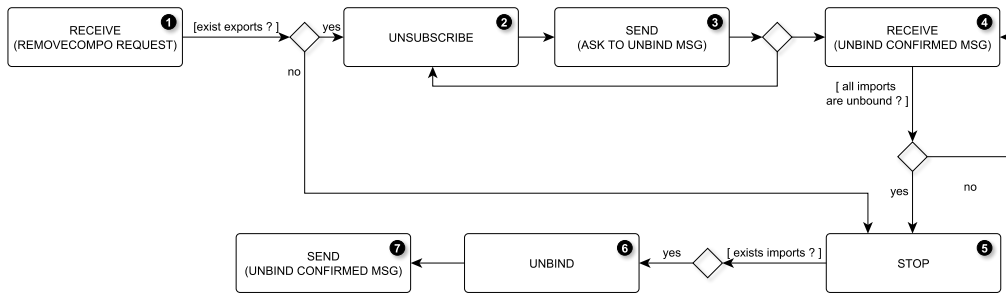 1
RECEIVE
(REMOVECOMPO REQUEST)
[exist exports ? ]
yes
no
2
UNSUBSCRIBE
3
SEND
(ASK TO UNBIND MSG)
4
RECEIVE
(UNBIND CONFIRMED MSG)
[ all imports
are unbound ? ]
yes
no
5
STOP
[ exists imports ? ]
yes
6
UNBIND
7
SEND
(UNBIND CONFIRMED MSG)